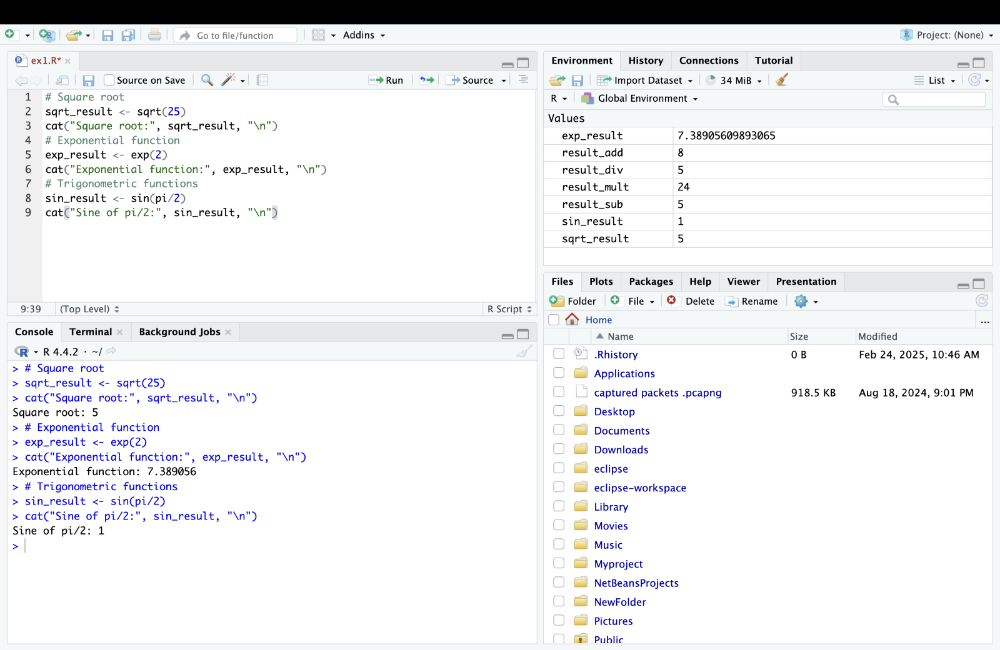 Go to file/function
Addins
Project: (None)
ex1.R*
Source on Save
Run
Source
1 # Square root
2 sqrt_result <- sqrt(25)
3 cat("Square root:", sqrt_result, "\n")
4 # Exponential function
5 exp_result <- exp(2)
6 cat("Exponential function:", exp_result, "\n")
7 # Trigonometric functions
8 sin_result <- sin(pi/2)
9 cat("Sine of pi/2:", sin_result, "\n")
9:39 (Top Level) R Script
Console Terminal Background Jobs
R 4.4.2 · ~/
> # Square root
> sqrt_result <- sqrt(25)
> cat("Square root:", sqrt_result, "\n")
Square root: 5
> # Exponential function
> exp_result <- exp(2)
> cat("Exponential function:", exp_result, "\n")
Exponential function: 7.389056
> # Trigonometric functions
> sin_result <- sin(pi/2)
> cat("Sine of pi/2:", sin_result, "\n")
Sine of pi/2: 1
>
Environment History Connections Tutorial
Import Dataset 34 MiB List
R Global Environment
Values
exp_result 7.38905609893065
result_add 8
result_div 5
result_mult 24
result_sub 5
sin_result 1
sqrt_result 5
Files Plots Packages Help Viewer Presentation
Folder File Delete Rename
Home ...
Name Size Modified
.Rhistory 0 B Feb 24, 2025, 10:46 AM
Applications
captured packets .pcapng 918.5 KB Aug 18, 2024, 9:01 PM
Desktop
Documents
Downloads
eclipse
eclipse-workspace
Library
Movies
Music
Myproject
NetBeansProjects
NewFolder
Pictures
Public